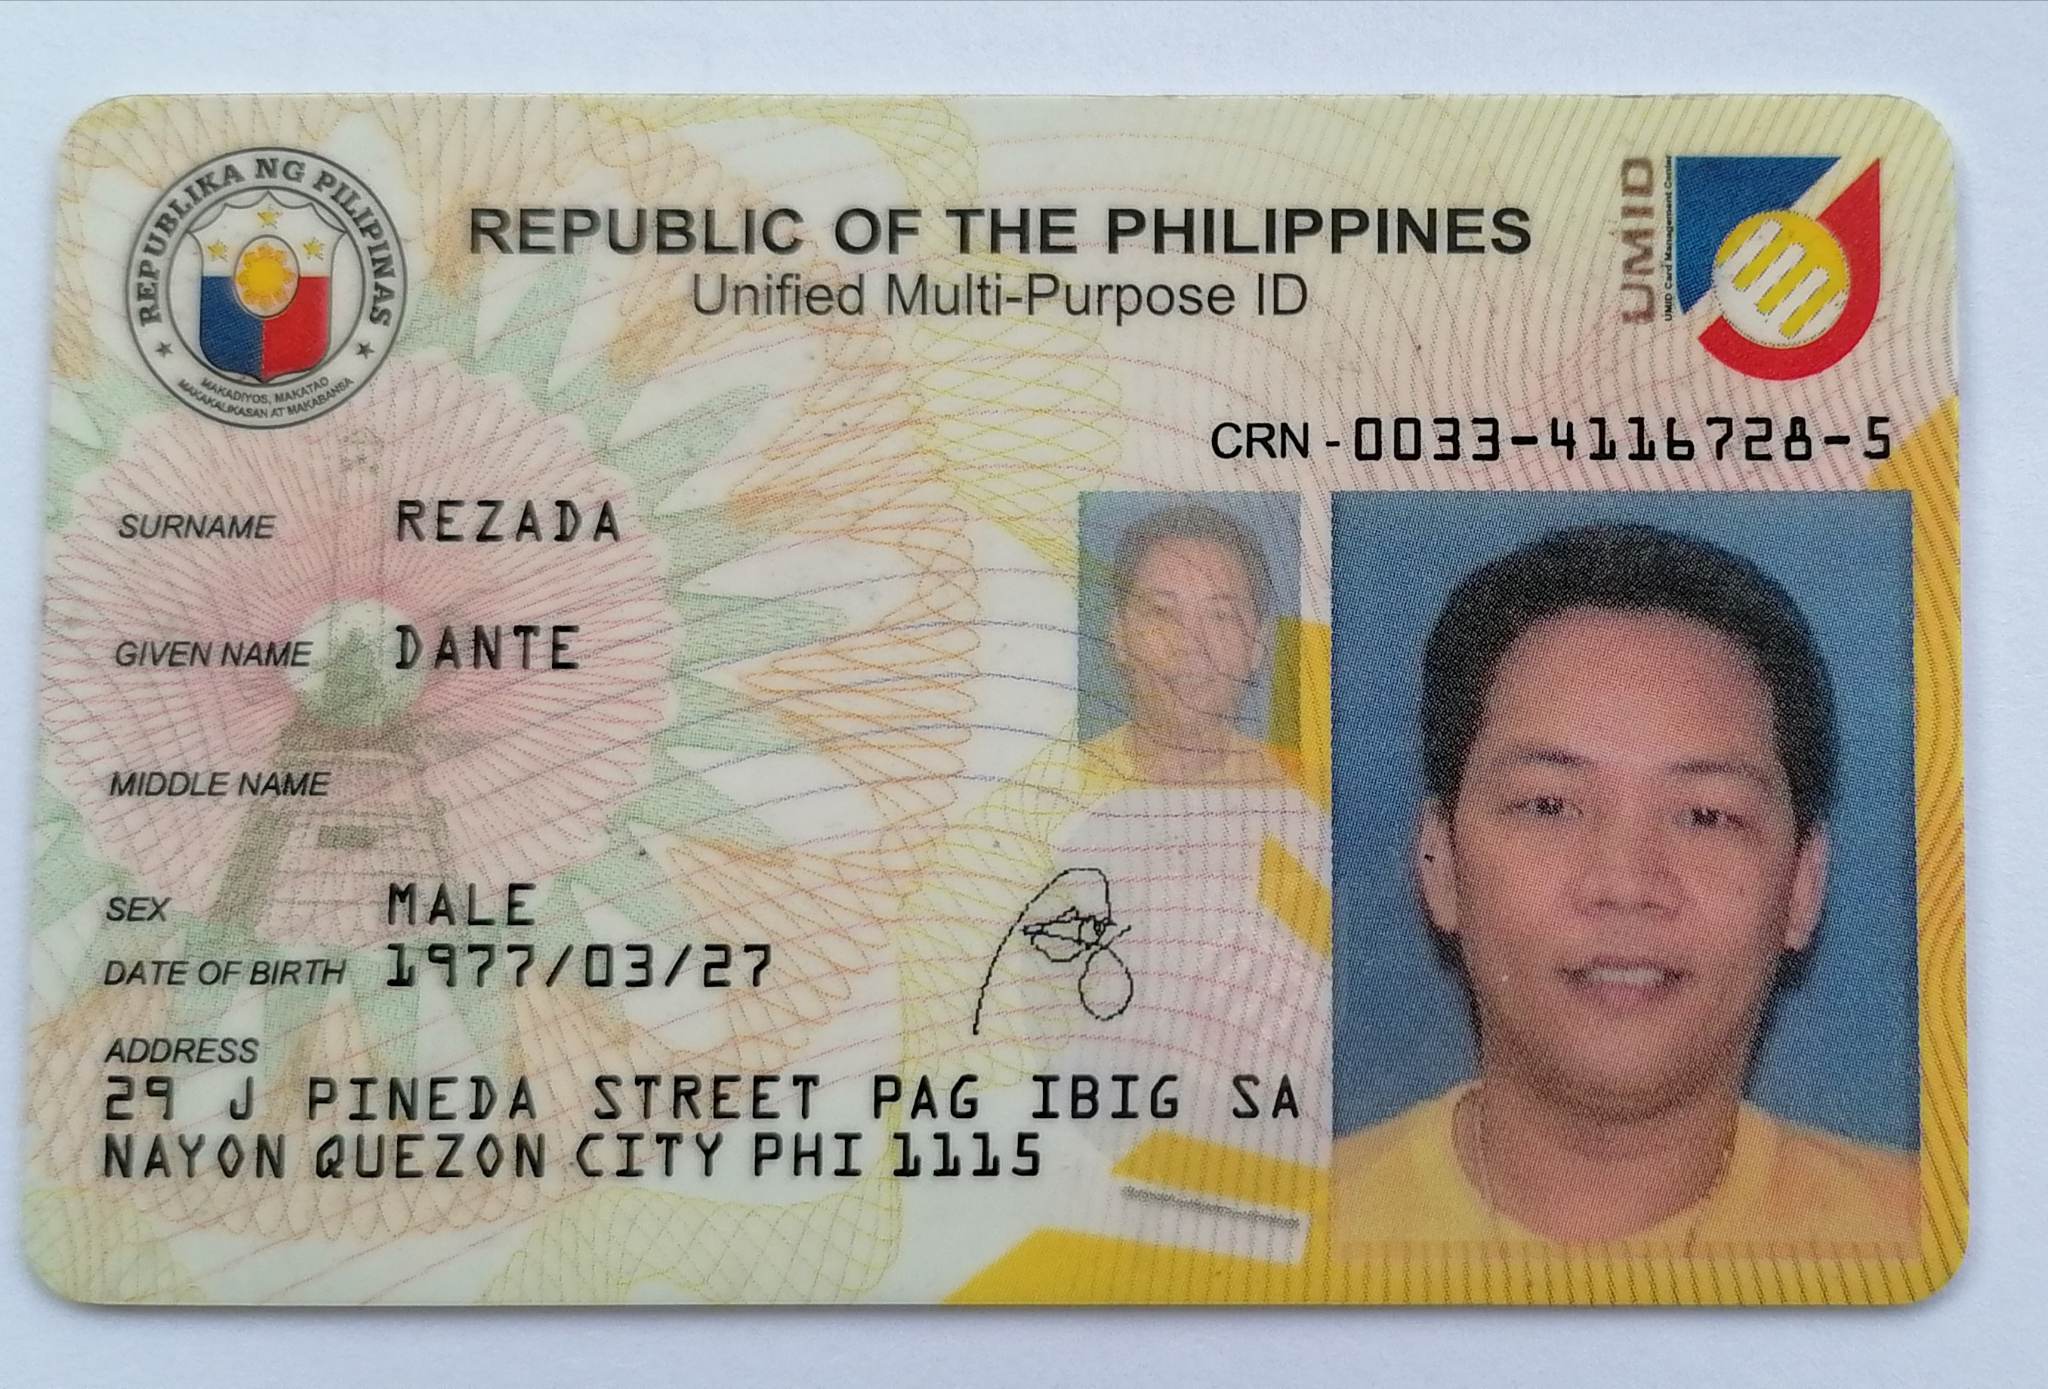 REPUBLIKA NG PILIPINAS
MAKADIYOS, MAKATAO
MAKAKALIKASAN AT MAKABANSA
REPUBLIC OF THE PHILIPPINES
Unified Multi-Purpose ID
UMID
UMID Card Management Center
CRN - 0033-4116728-5
SURNAME REZADA
GIVEN NAME DANTE
MIDDLE NAME
SEX MALE
DATE OF BIRTH 1977/03/27
ADDRESS
29 J PINEDA STREET PAG IBIG SA
NAYON QUEZON CITY PHI 1115